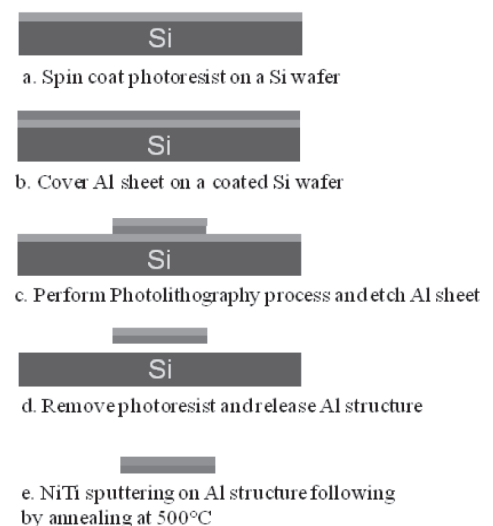 Si
a. Spin coat photoresist on a Si wafer
Si
b. Cover Al sheet on a coated Si wafer
Si
c. Perform Photolithography process and etch Al sheet
Si
d. Remove photoresist and release Al structure
e. NiTi sputtering on Al structure following
by annealing at 500°C